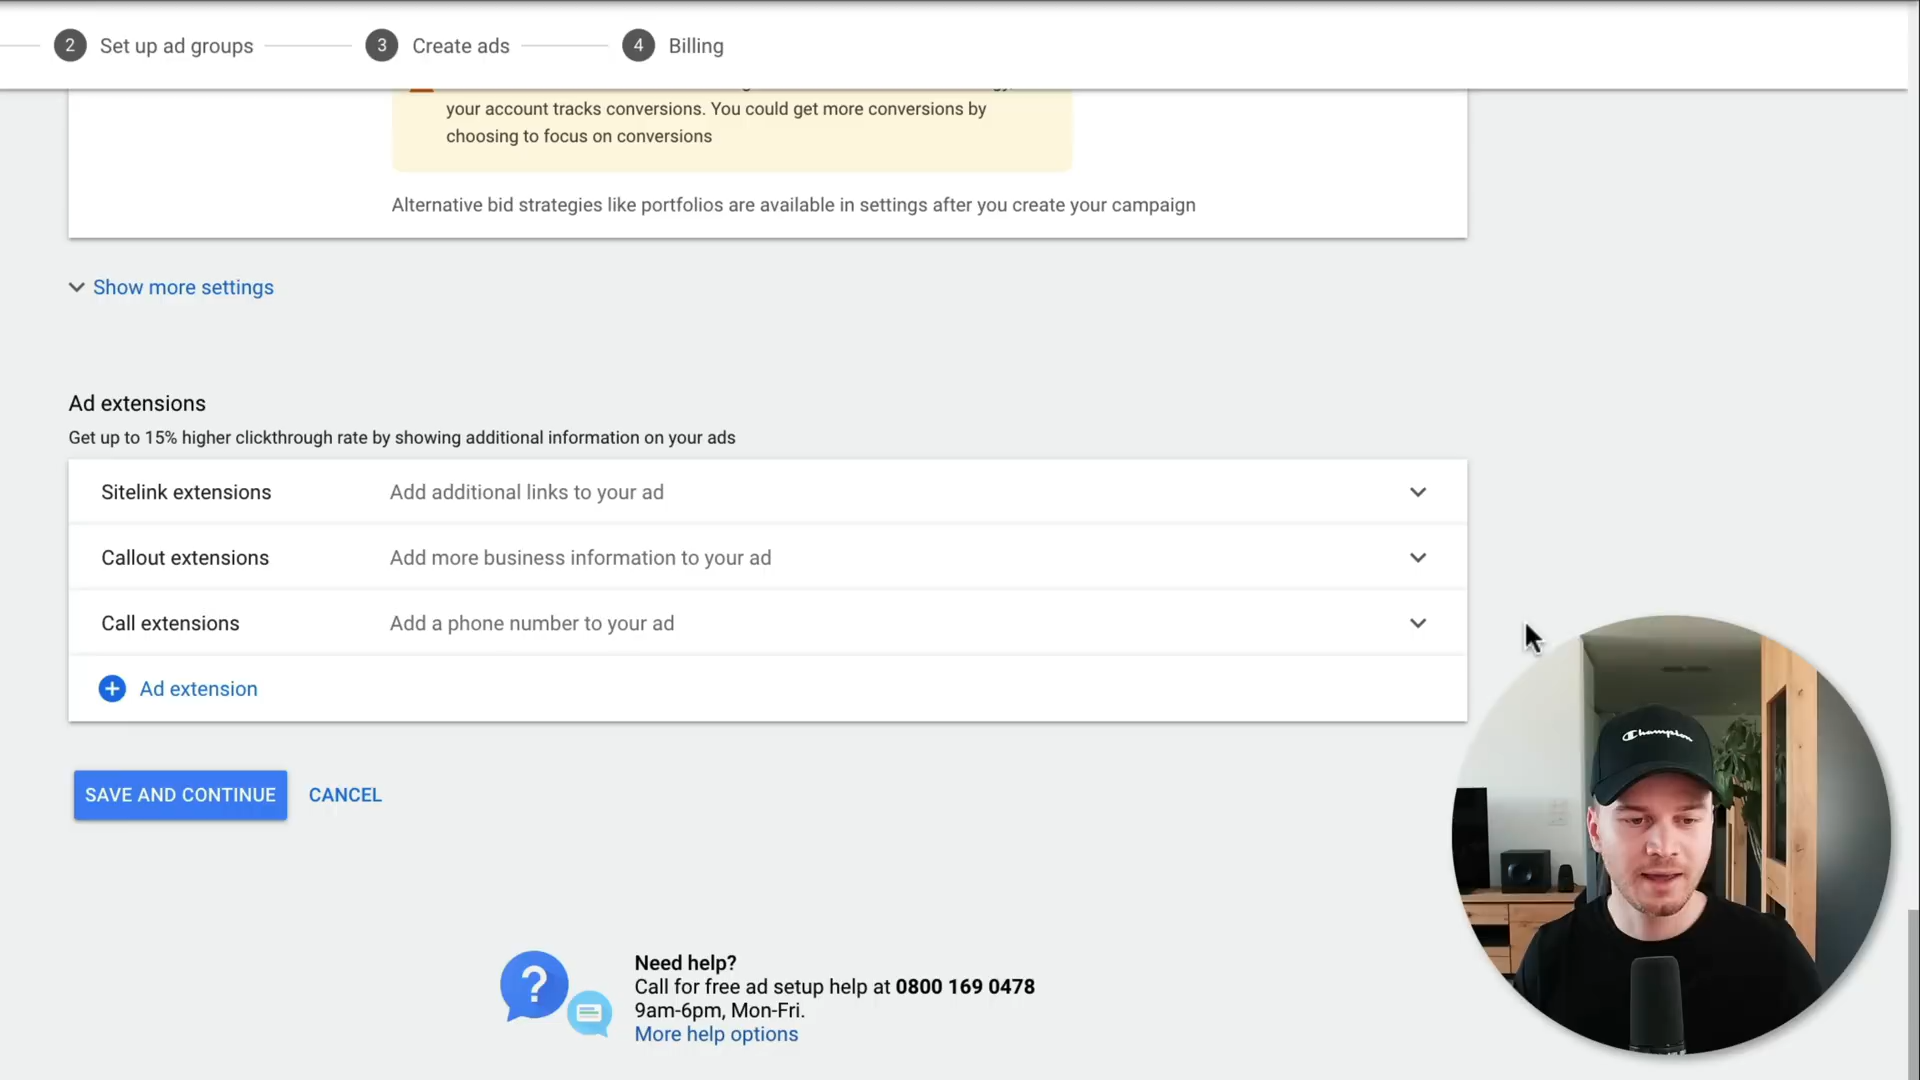 2 Set up ad groups 3 Create ads 4 Billing
your account tracks conversions. You could get more conversions by
choosing to focus on conversions
Alternative bid strategies like portfolios are available in settings after you create your campaign
Show more settings
Ad extensions
Get up to 15% higher clickthrough rate by showing additional information on your ads
Sitelink extensions Add additional links to your ad
Callout extensions Add more business information to your ad
Call extensions Add a phone number to your ad
+ Ad extension
Champion
SAVE AND CONTINUE CANCEL
?
Need help?
Call for free ad setup help at 0800 169 0478
9am-6pm, Mon-Fri.
More help options